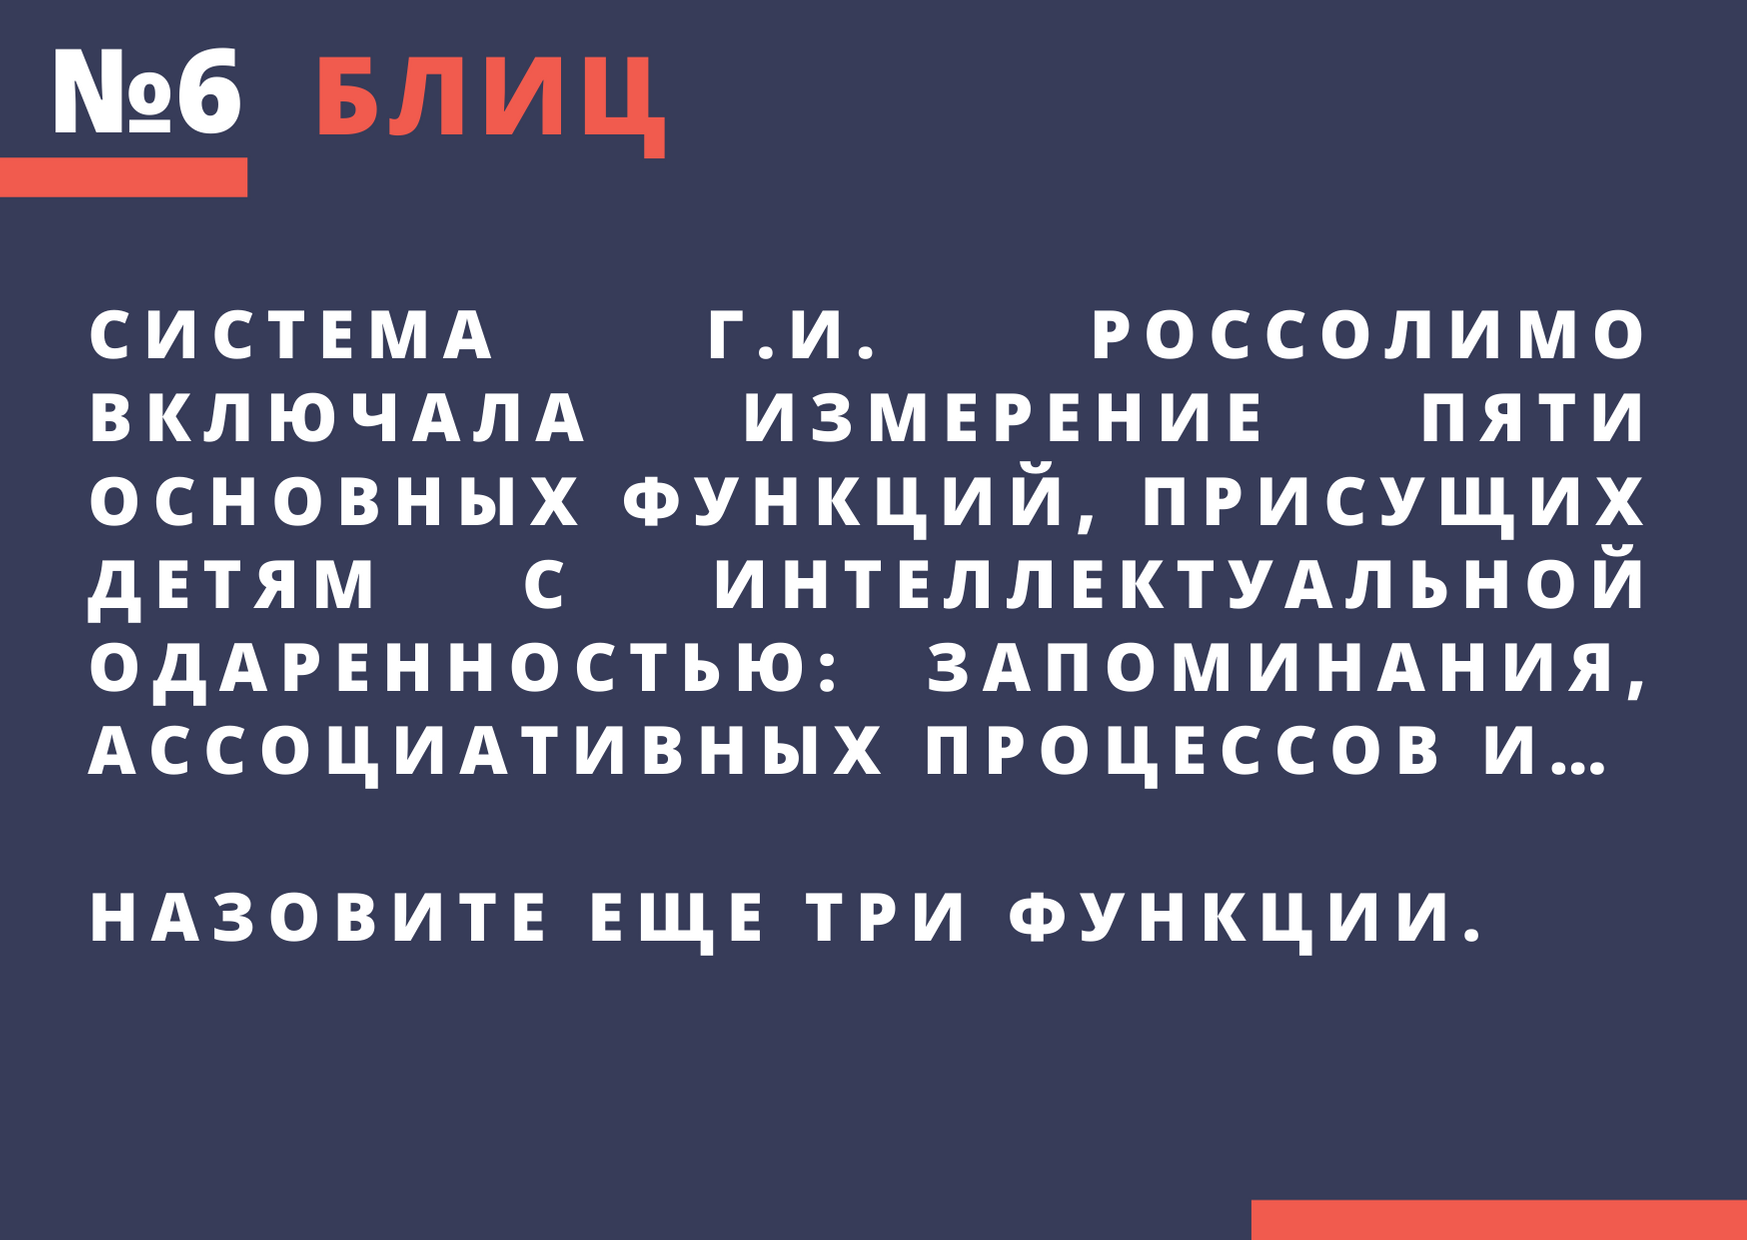 №6 БЛИЦ
СИСТЕМА Г.И. РОССОЛИМО
ВКЛЮЧАЛА ИЗМЕРЕНИЕ ПЯТИ
ОСНОВНЫХ ФУНКЦИЙ, ПРИСУЩИХ
ДЕТЯМ С ИНТЕЛЛЕКТУАЛЬНОЙ
ОДАРЕННОСТЬЮ: ЗАПОМИНАНИЯ,
АССОЦИАТИВНЫХ ПРОЦЕССОВ И…
НАЗОВИТЕ ЕЩЕ ТРИ ФУНКЦИИ.